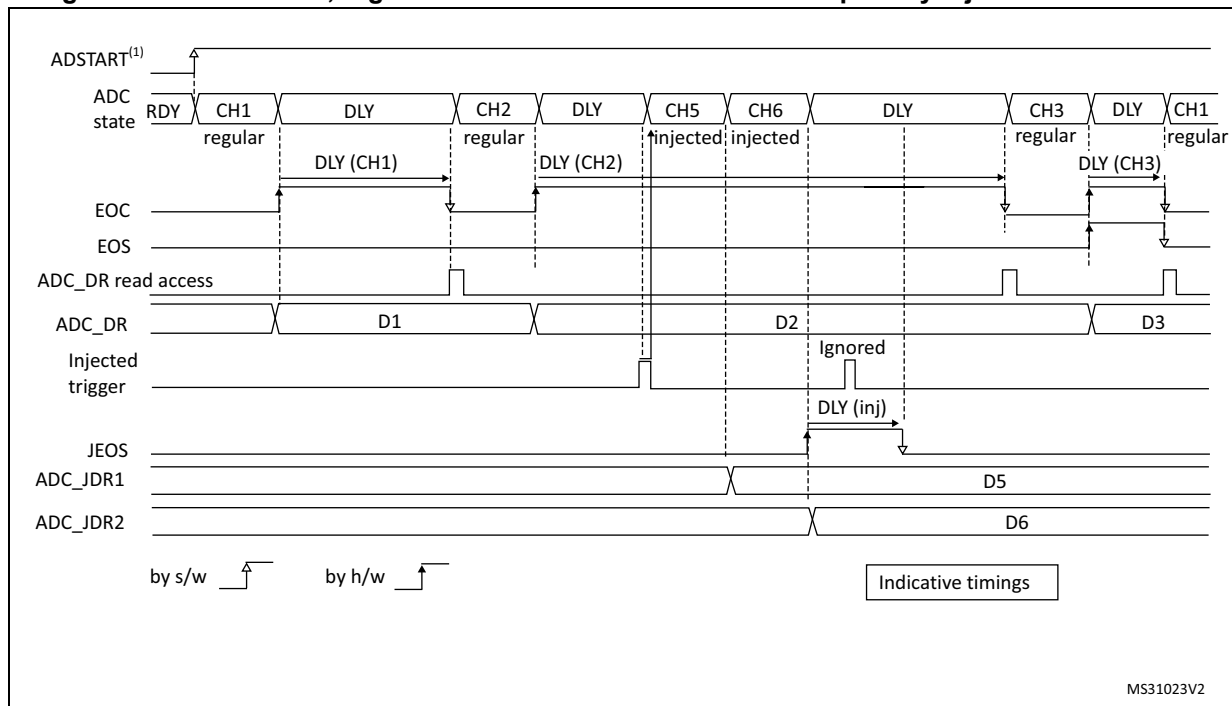 ADSTART(1)
ADC state RDY CH1 DLY CH2 DLY CH5 CH6 DLY CH3 DLY CH1
regular regular injected injected regular regular
DLY (CH1) DLY (CH2) DLY (CH3)
EOC
EOS
ADC_DR read access
ADC_DR D1 D2 D3
Injected trigger Ignored
DLY (inj)
JEOS
ADC_JDR1 D5
ADC_JDR2 D6
by s/w by h/w Indicative timings
MS31023V2